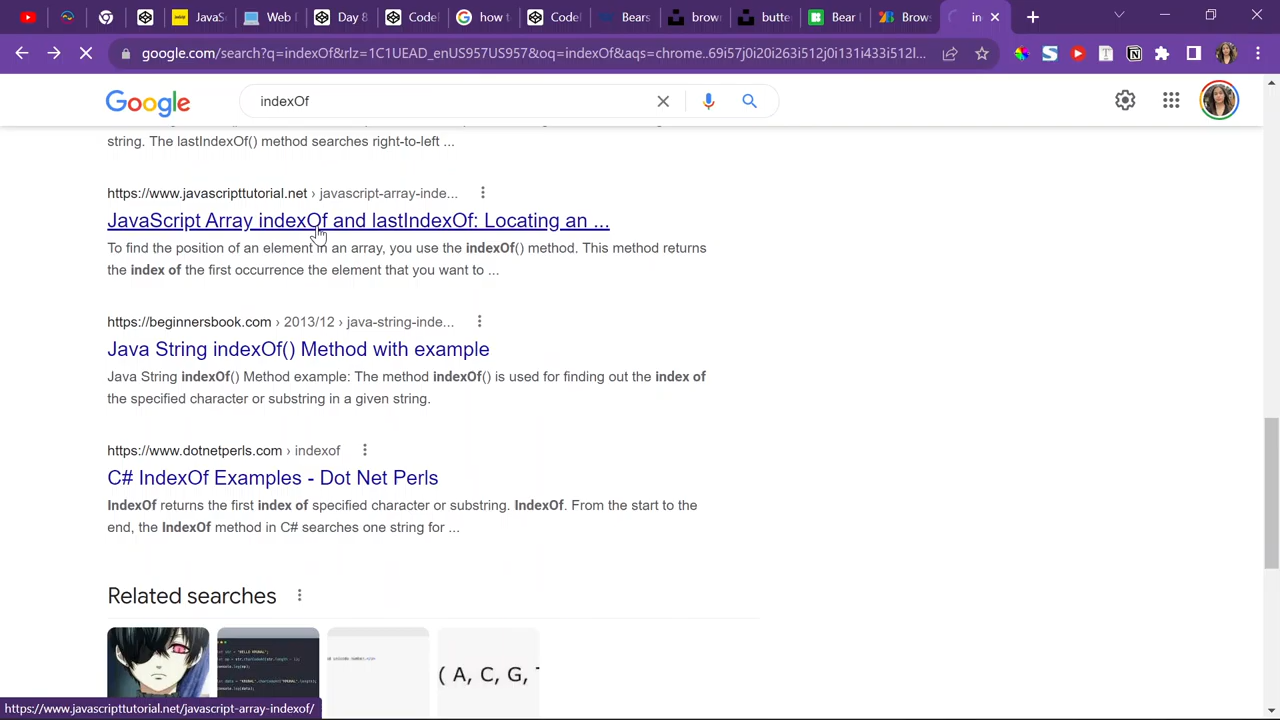 JavaS
Web I
Day 8
Codel
how t
Codel
Bears
brown
butte
Bear I
Brows
in
google.com/search?q=indexOf&rlz=1C1UEAD_enUS957US957&oq=indexOf&aqs=chrome..69i57j0i20i263i512j0i131i433i512l...
Google
indexOf
string. The lastIndexOf() method searches right-to-left ...
https://www.javascripttutorial.net › javascript-array-inde...
JavaScript Array indexOf and lastIndexOf: Locating an ...
To find the position of an element in an array, you use the indexOf() method. This method returns
the index of the first occurrence the element that you want to ...
https://beginnersbook.com › 2013/12 › java-string-inde...
Java String indexOf() Method with example
Java String indexOf() Method example: The method indexOf() is used for finding out the index of
the specified character or substring in a given string.
https://www.dotnetperls.com › indexof
C# IndexOf Examples - Dot Net Perls
IndexOf returns the first index of specified character or substring. IndexOf. From the start to the
end, the IndexOf method in C# searches one string for ...
Related searches
( A, C, G,
https://www.javascripttutorial.net/javascript-array-indexof/